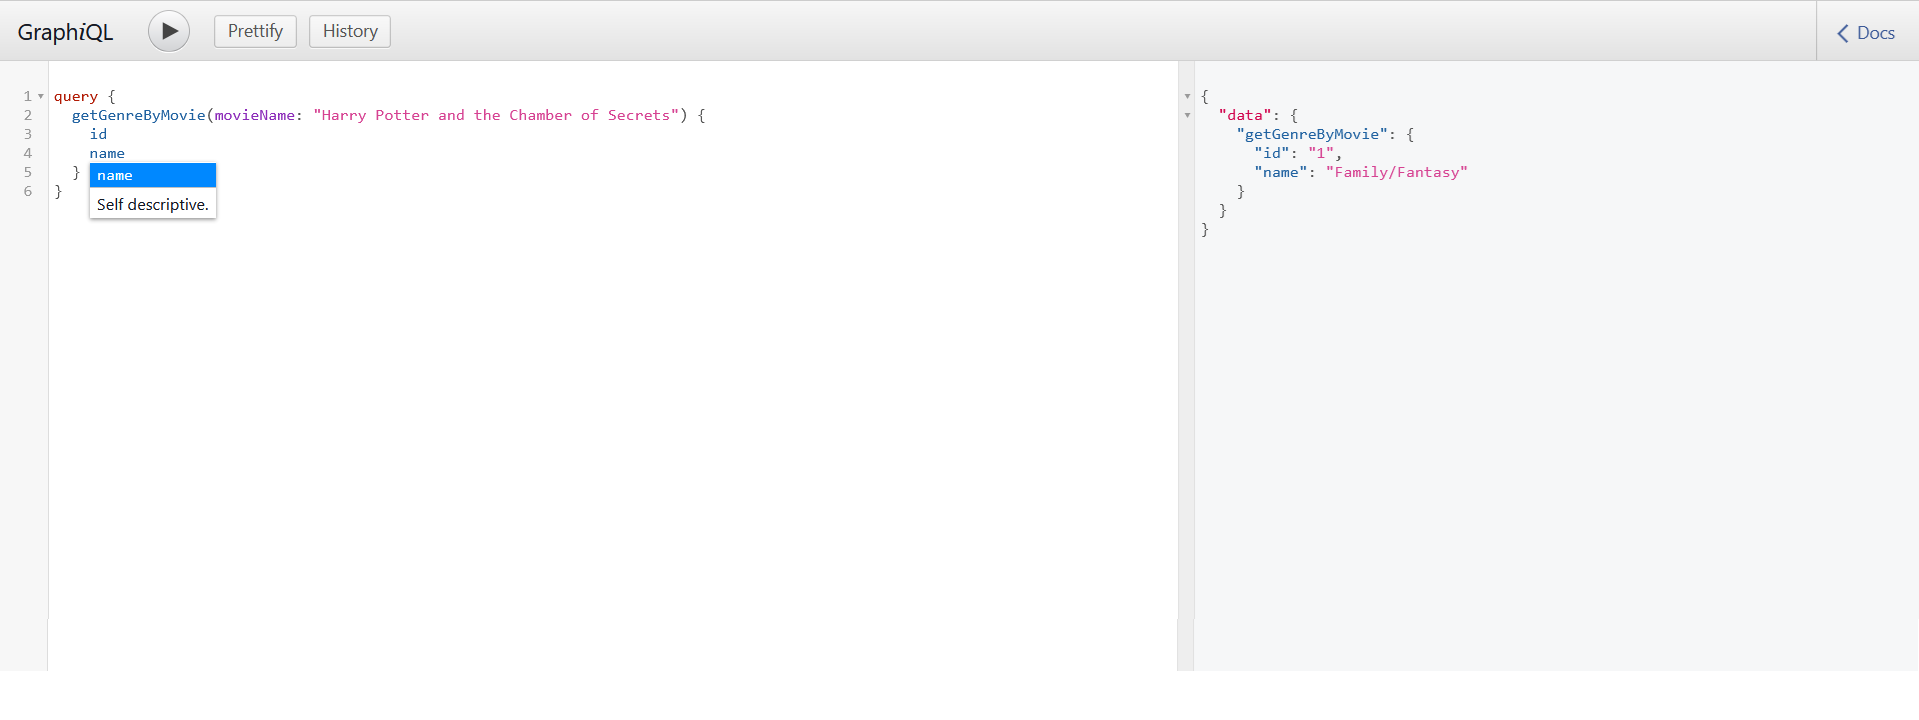 GraphiQL Prettify History Docs
1 query {
2 getGenreByMovie(movieName: "Harry Potter and the Chamber of Secrets") {
3 id
4 name
5 }
6 }
name
Self descriptive.
{
"data": {
"getGenreByMovie": {
"id": "1",
"name": "Family/Fantasy"
}
}
}